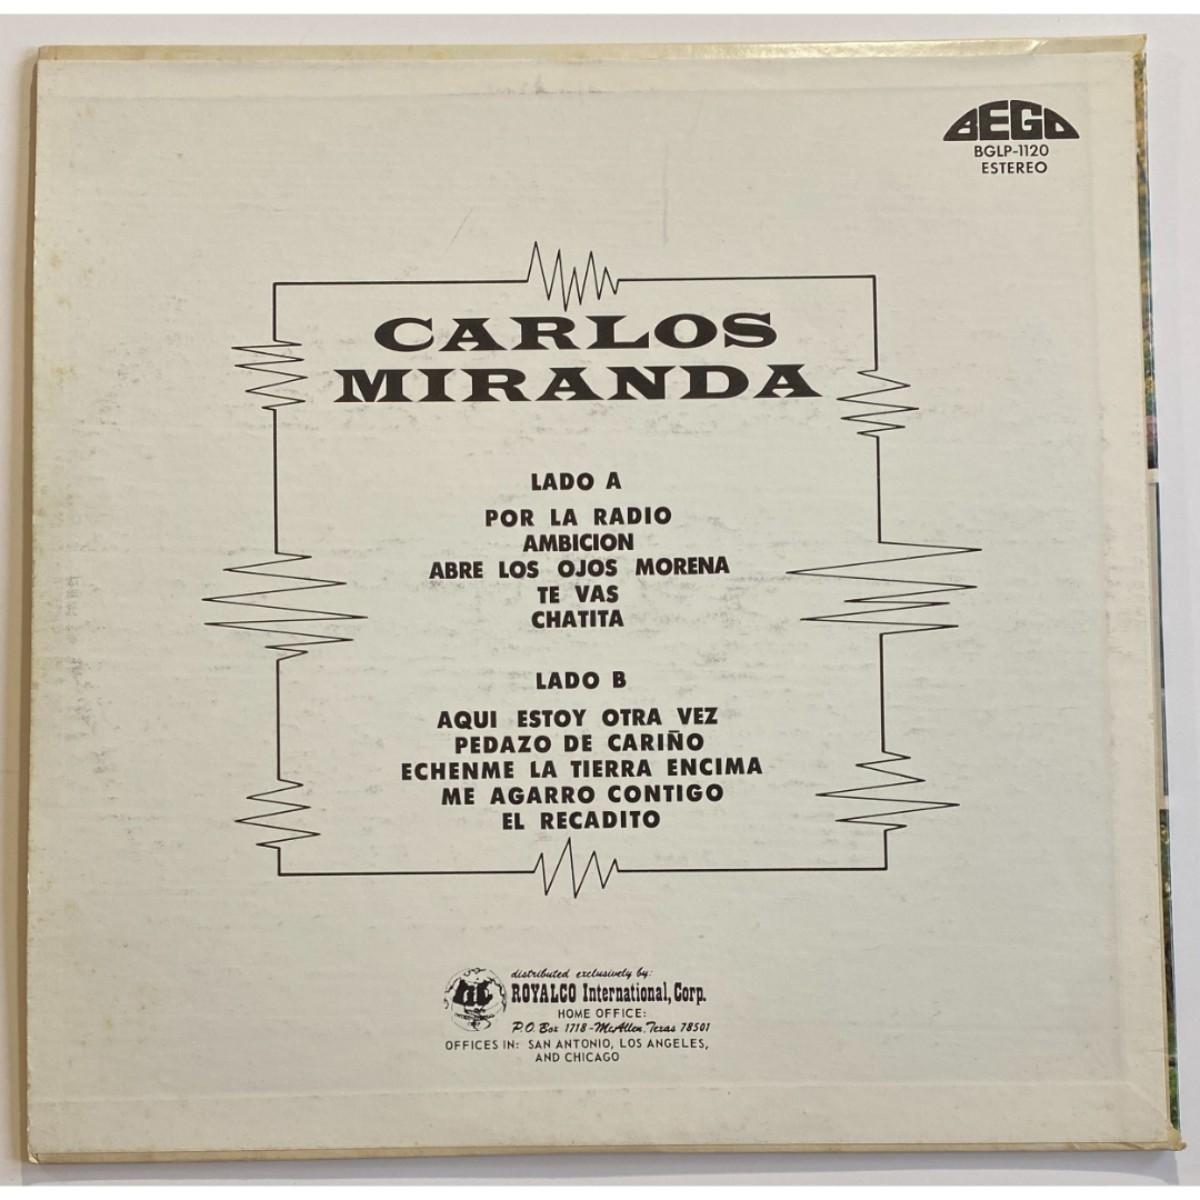 BEGO
BGLP-1120
ESTEREO
CARLOS
MIRANDA
LADO A
POR LA RADIO
AMBICION
ABRE LOS OJOS MORENA
TE VAS
CHATITA
LADO B
AQUI ESTOY OTRA VEZ
PEDAZO DE CARIÑO
ECHENME LA TIERRA ENCIMA
ME AGARRO CONTIGO
EL RECADITO
distributed exclusively by:
ROYALCO International, Corp.
HOME OFFICE:
P.O. Box 1718 - McAllen, Texas 78501
OFFICES IN: SAN ANTONIO, LOS ANGELES,
AND CHICAGO